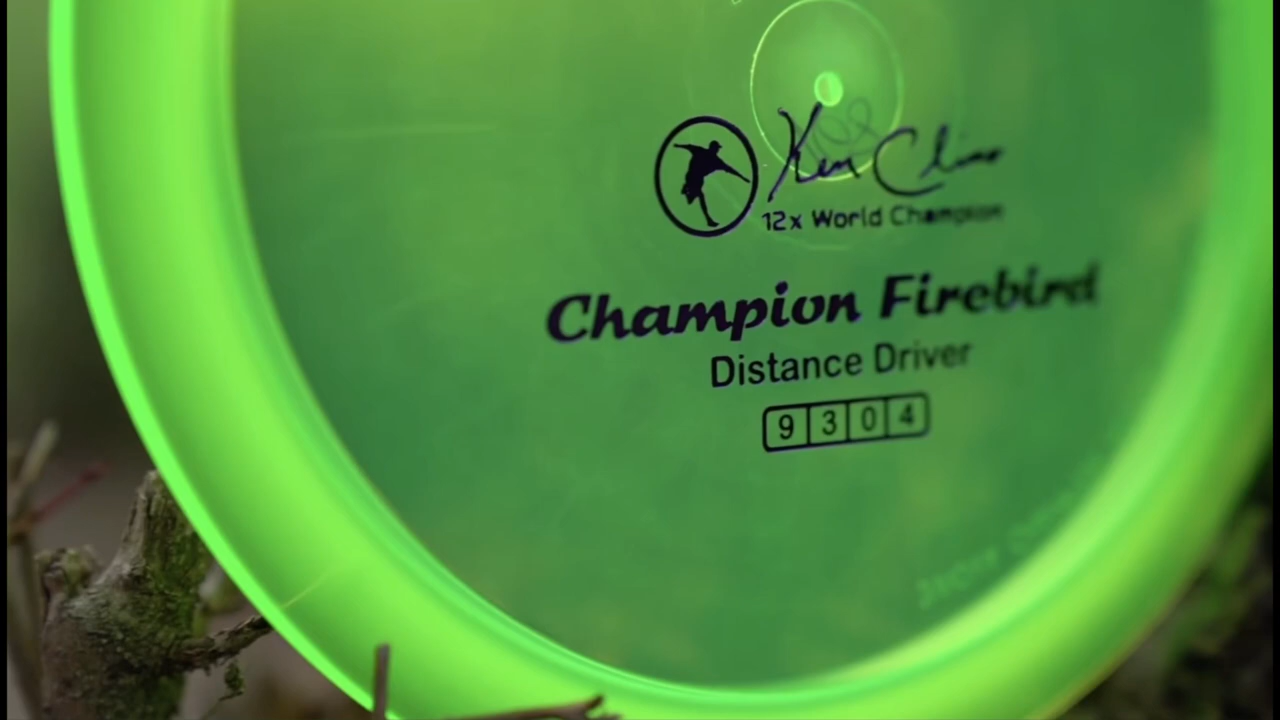 Ken Climo
12x World Champion
Champion Firebird
Distance Driver
9 3 0 4